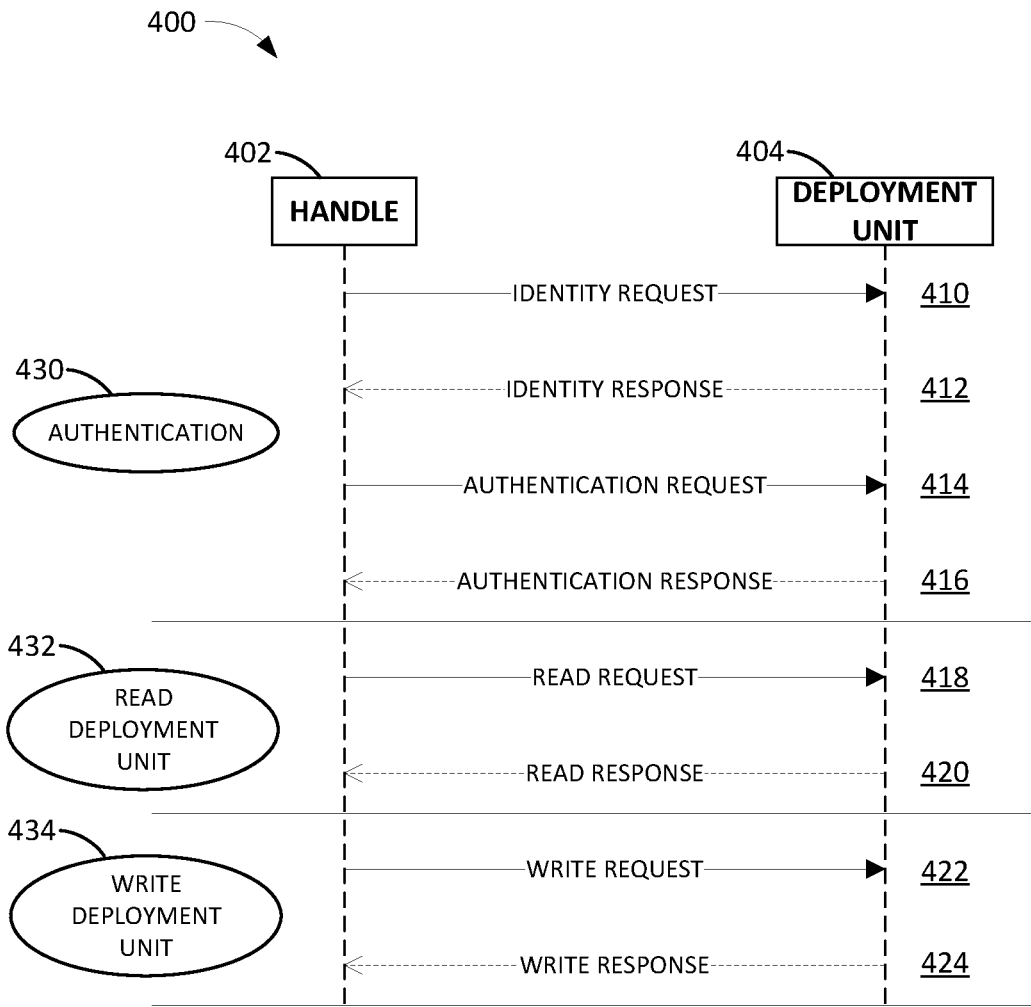 400
402
404
HANDLE
DEPLOYMENT
UNIT
IDENTITY REQUEST
410
430
AUTHENTICATION
IDENTITY RESPONSE
412
AUTHENTICATION REQUEST
414
AUTHENTICATION RESPONSE
416
432
READ
DEPLOYMENT
UNIT
READ REQUEST
418
READ RESPONSE
420
434
WRITE
DEPLOYMENT
UNIT
WRITE REQUEST
422
WRITE RESPONSE
424